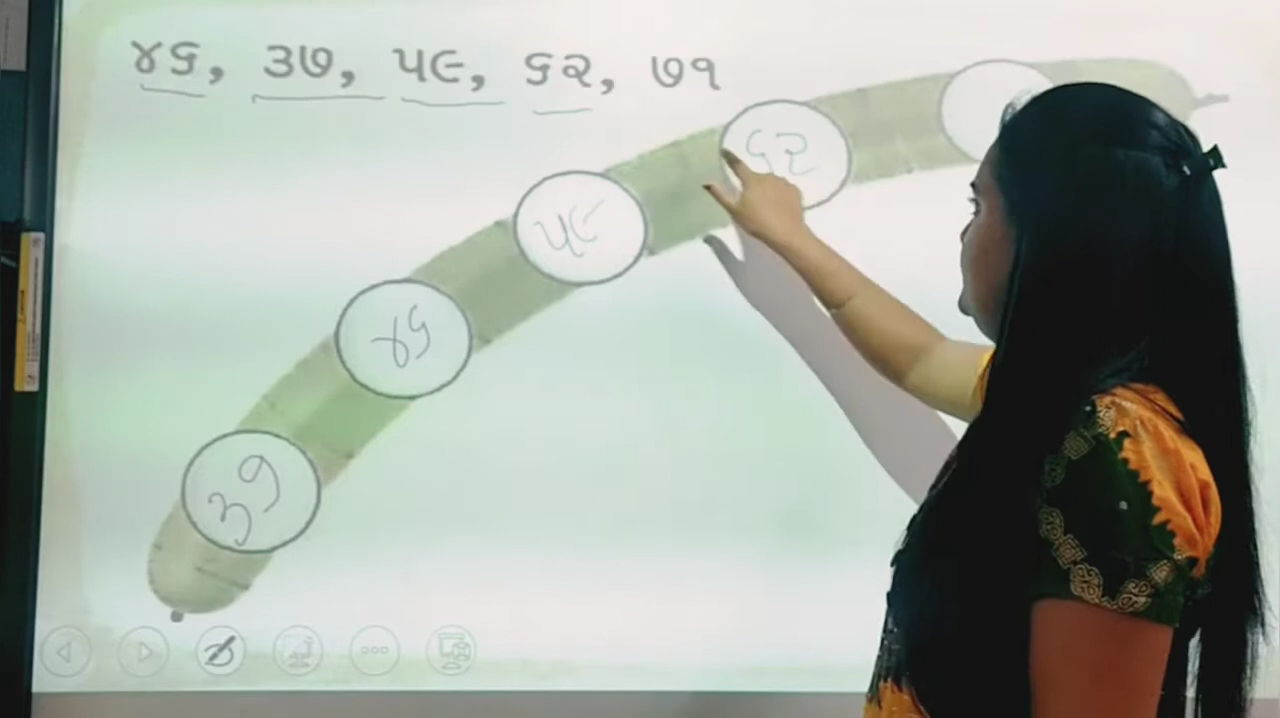 ૪૬, ૩૭, ૫૯, ૬૨, ૭૧
૬૨
૫૯
૪૬
૩૭